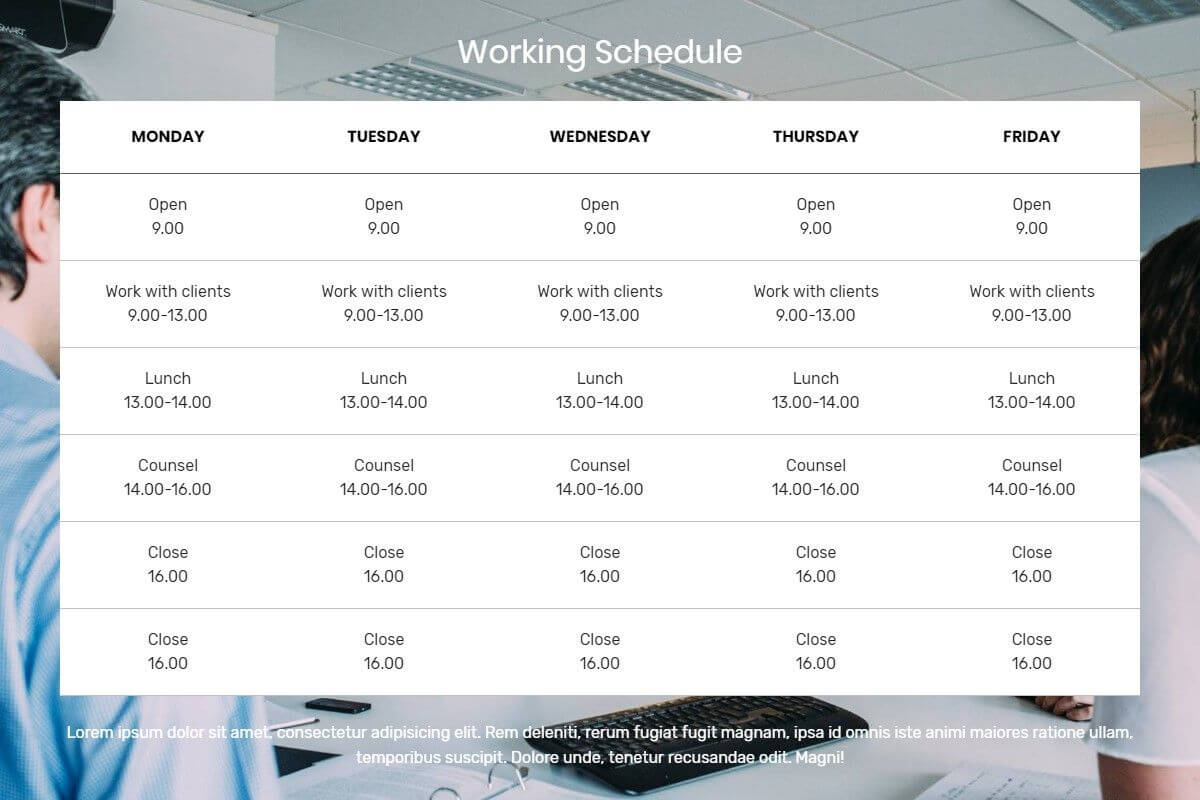 SMART
Working Schedule
MONDAY TUESDAY WEDNESDAY THURSDAY FRIDAY
Open Open Open Open Open
9.00 9.00 9.00 9.00 9.00
Work with clients Work with clients Work with clients Work with clients Work with clients
9.00-13.00 9.00-13.00 9.00-13.00 9.00-13.00 9.00-13.00
Lunch Lunch Lunch Lunch Lunch
13.00-14.00 13.00-14.00 13.00-14.00 13.00-14.00 13.00-14.00
Counsel Counsel Counsel Counsel Counsel
14.00-16.00 14.00-16.00 14.00-16.00 14.00-16.00 14.00-16.00
Close Close Close Close Close
16.00 16.00 16.00 16.00 16.00
Close Close Close Close Close
16.00 16.00 16.00 16.00 16.00
Lorem ipsum dolor sit amet, consectetur adipisicing elit. Rem deleniti, rerum fugiat fugit magnam, ipsa id omnis iste animi maiores ratione ullam,
temporibus suscipit. Dolore unde, tenetur recusandae odit. Magni!